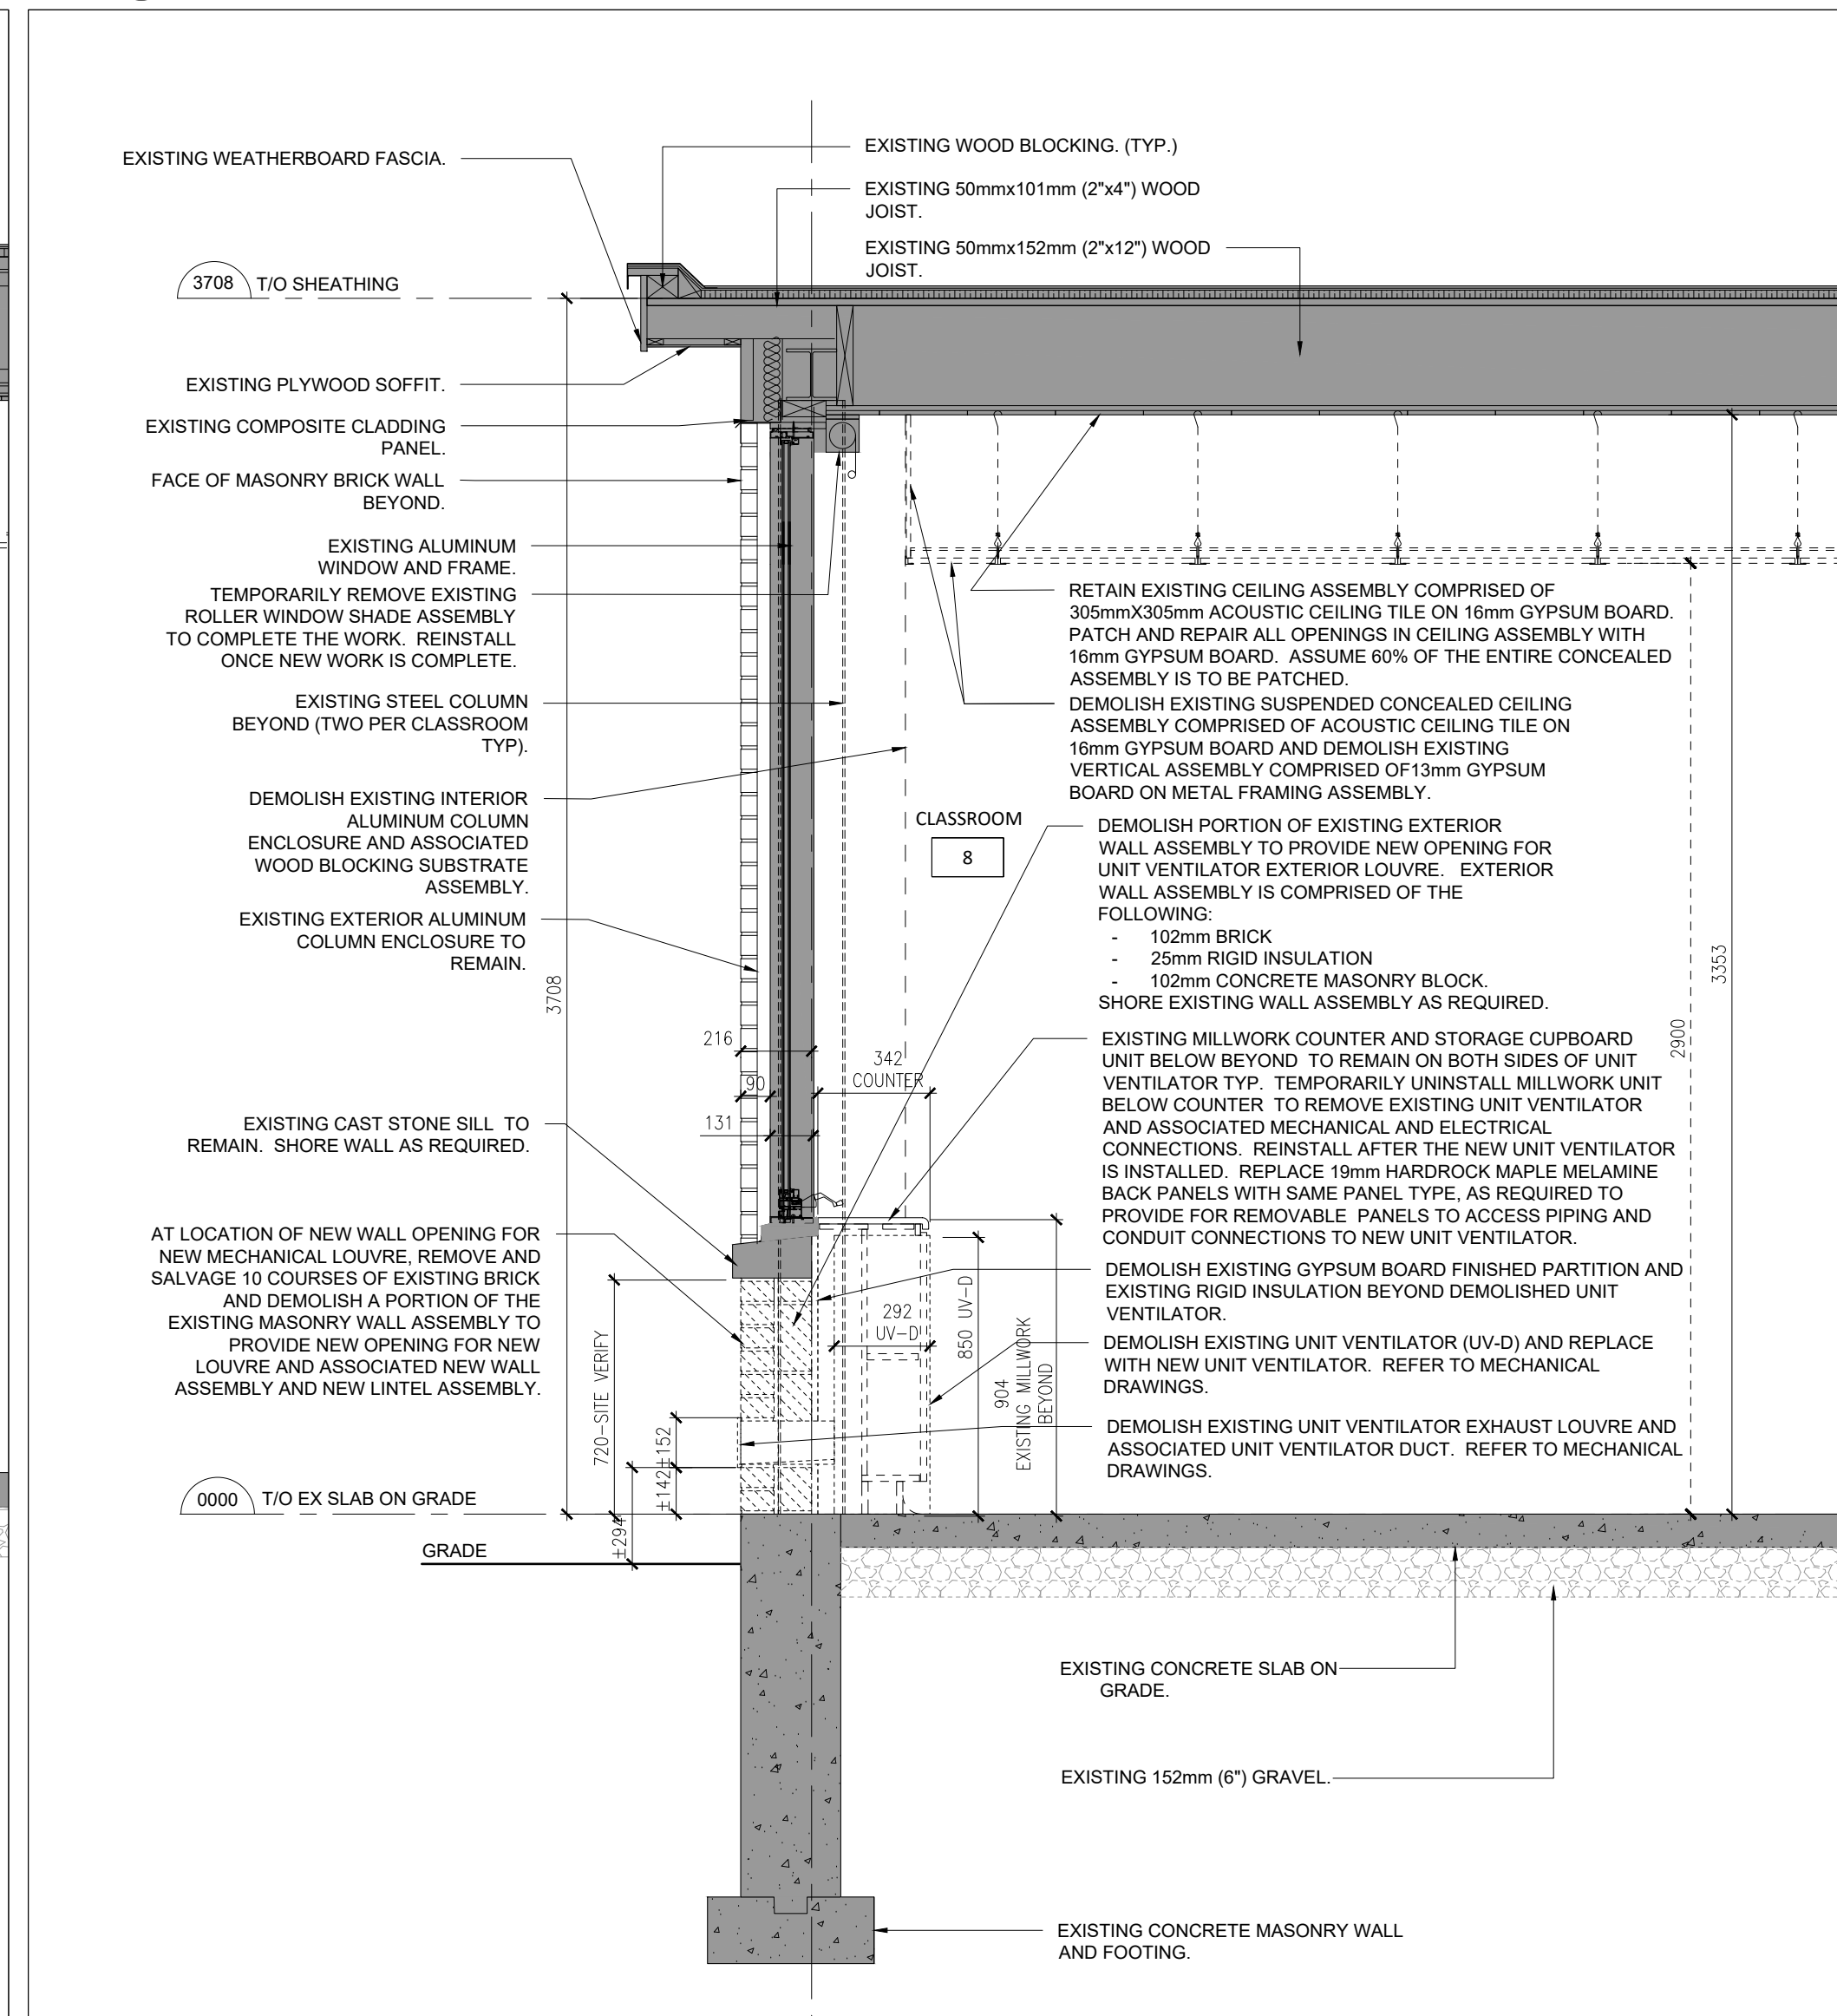 EXISTING WEATHERBOARD FASCIA.
EXISTING WOOD BLOCKING. (TYP.)
EXISTING 50mmx101mm (2"x4") WOOD
JOIST.
EXISTING 50mmx152mm (2"x12") WOOD
JOIST.
3708 T/O SHEATHING
EXISTING PLYWOOD SOFFIT.
EXISTING COMPOSITE CLADDING
PANEL.
FACE OF MASONRY BRICK WALL
BEYOND.
EXISTING ALUMINUM
WINDOW AND FRAME.
TEMPORARILY REMOVE EXISTING
ROLLER WINDOW SHADE ASSEMBLY
TO COMPLETE THE WORK. REINSTALL
ONCE NEW WORK IS COMPLETE.
EXISTING STEEL COLUMN
BEYOND (TWO PER CLASSROOM
TYP).
DEMOLISH EXISTING INTERIOR
ALUMINUM COLUMN
ENCLOSURE AND ASSOCIATED
WOOD BLOCKING SUBSTRATE
ASSEMBLY.
EXISTING EXTERIOR ALUMINUM
COLUMN ENCLOSURE TO
REMAIN.
EXISTING CAST STONE SILL TO
REMAIN. SHORE WALL AS REQUIRED.
AT LOCATION OF NEW WALL OPENING FOR
NEW MECHANICAL LOUVRE, REMOVE AND
SALVAGE 10 COURSES OF EXISTING BRICK
AND DEMOLISH A PORTION OF THE
EXISTING MASONRY WALL ASSEMBLY TO
PROVIDE NEW OPENING FOR NEW
LOUVRE AND ASSOCIATED NEW WALL
ASSEMBLY AND NEW LINTEL ASSEMBLY.
0000 T/O EX SLAB ON GRADE
GRADE
3708
216
90
131
342
COUNTER
720-SITE VERIFY
±152
±142
±294
292
UV-D
850 UV-D
904
EXISTING MILLWORK
BEYOND
2900
3353
CLASSROOM
8
RETAIN EXISTING CEILING ASSEMBLY COMPRISED OF
305mmX305mm ACOUSTIC CEILING TILE ON 16mm GYPSUM BOARD.
PATCH AND REPAIR ALL OPENINGS IN CEILING ASSEMBLY WITH
16mm GYPSUM BOARD. ASSUME 60% OF THE ENTIRE CONCEALED
ASSEMBLY IS TO BE PATCHED.
DEMOLISH EXISTING SUSPENDED CONCEALED CEILING
ASSEMBLY COMPRISED OF ACOUSTIC CEILING TILE ON
16mm GYPSUM BOARD AND DEMOLISH EXISTING
VERTICAL ASSEMBLY COMPRISED OF13mm GYPSUM
BOARD ON METAL FRAMING ASSEMBLY.
DEMOLISH PORTION OF EXISTING EXTERIOR
WALL ASSEMBLY TO PROVIDE NEW OPENING FOR
UNIT VENTILATOR EXTERIOR LOUVRE. EXTERIOR
WALL ASSEMBLY IS COMPRISED OF THE
FOLLOWING:
- 102mm BRICK
- 25mm RIGID INSULATION
- 102mm CONCRETE MASONRY BLOCK.
SHORE EXISTING WALL ASSEMBLY AS REQUIRED.
EXISTING MILLWORK COUNTER AND STORAGE CUPBOARD
UNIT BELOW BEYOND TO REMAIN ON BOTH SIDES OF UNIT
VENTILATOR TYP. TEMPORARILY UNINSTALL MILLWORK UNIT
BELOW COUNTER TO REMOVE EXISTING UNIT VENTILATOR
AND ASSOCIATED MECHANICAL AND ELECTRICAL
CONNECTIONS. REINSTALL AFTER THE NEW UNIT VENTILATOR
IS INSTALLED. REPLACE 19mm HARDROCK MAPLE MELAMINE
BACK PANELS WITH SAME PANEL TYPE, AS REQUIRED TO
PROVIDE FOR REMOVABLE PANELS TO ACCESS PIPING AND
CONDUIT CONNECTIONS TO NEW UNIT VENTILATOR.
DEMOLISH EXISTING GYPSUM BOARD FINISHED PARTITION AND
EXISTING RIGID INSULATION BEYOND DEMOLISHED UNIT
VENTILATOR.
DEMOLISH EXISTING UNIT VENTILATOR (UV-D) AND REPLACE
WITH NEW UNIT VENTILATOR. REFER TO MECHANICAL
DRAWINGS.
DEMOLISH EXISTING UNIT VENTILATOR EXHAUST LOUVRE AND
ASSOCIATED UNIT VENTILATOR DUCT. REFER TO MECHANICAL
DRAWINGS.
EXISTING CONCRETE SLAB ON
GRADE.
EXISTING 152mm (6") GRAVEL.
EXISTING CONCRETE MASONRY WALL
AND FOOTING.